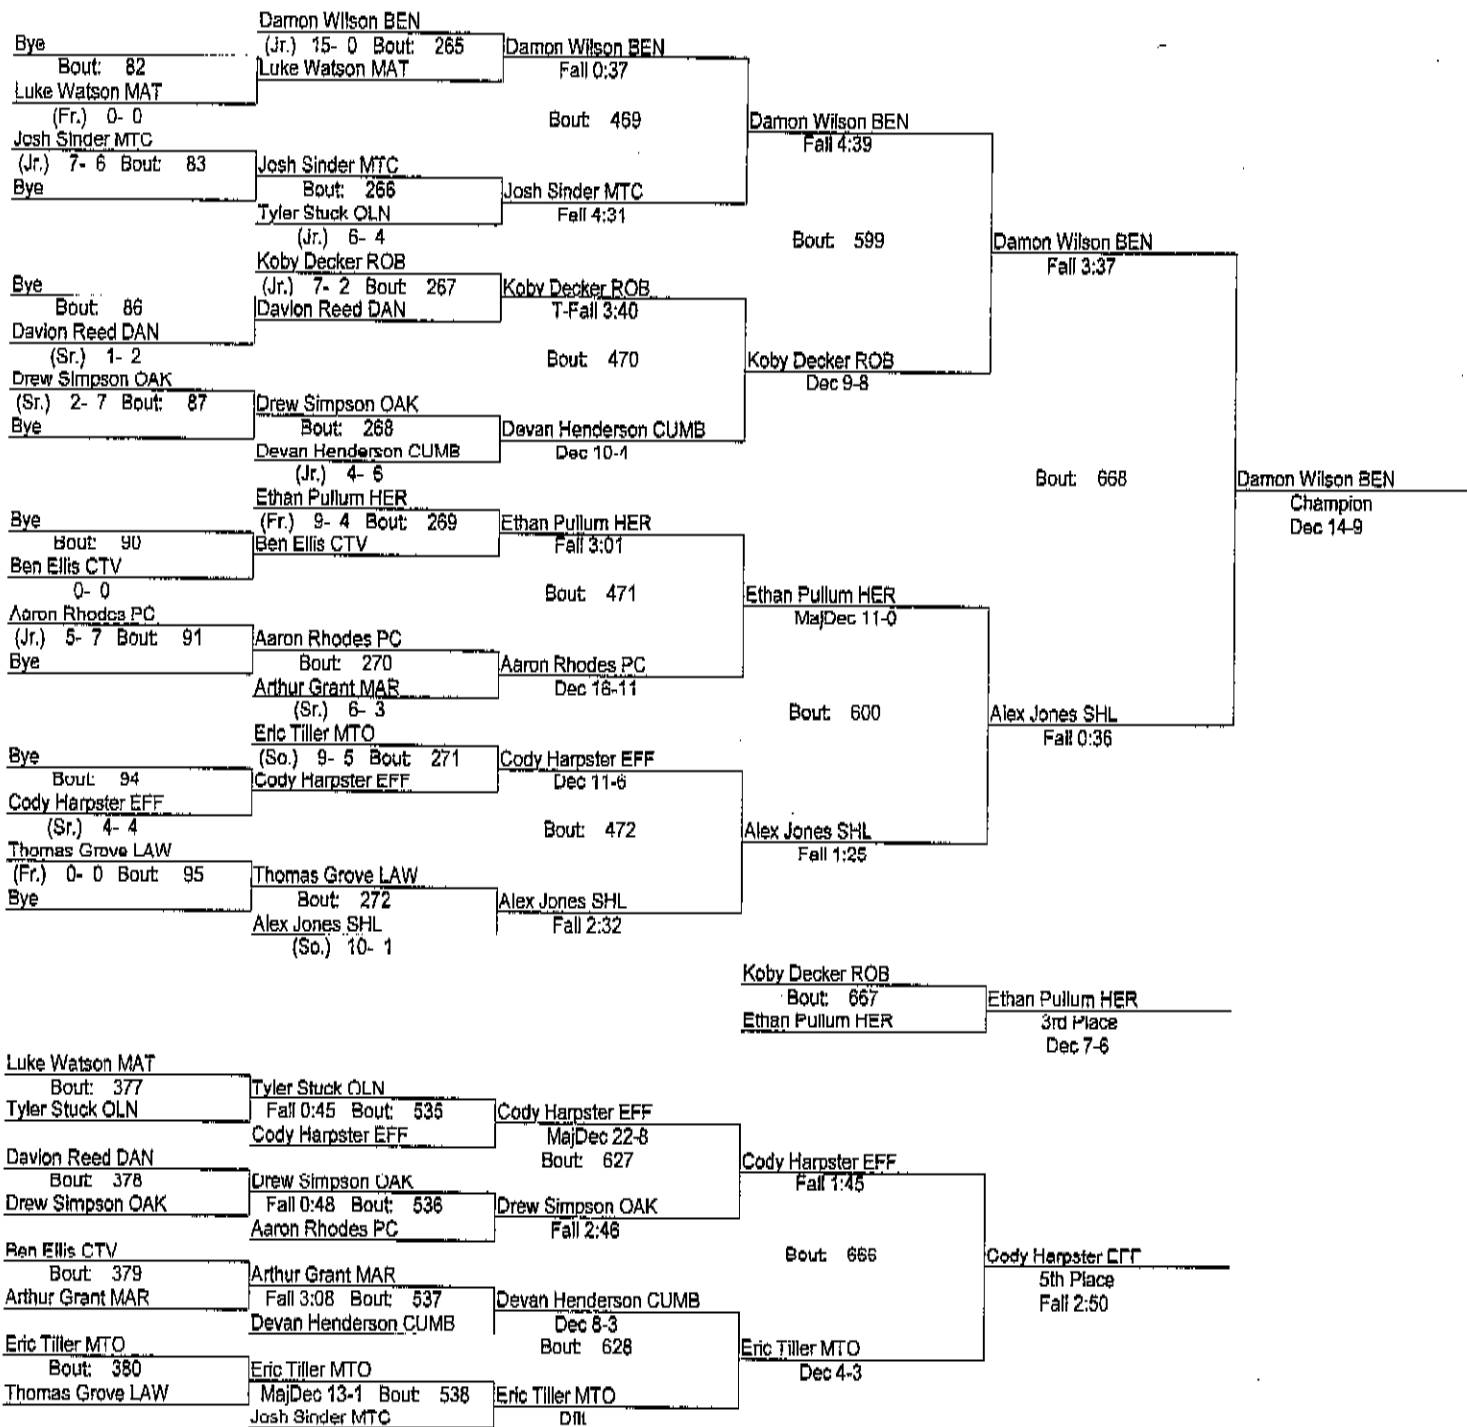 Damon Wilson BEN
Bye
(Jr.) 15- 0 Bout: 265
Damon Wilson BEN
Bout: 82
Luke Watson MAT
Fall 0:37
Luke Watson MAT
(Fr.) 0- 0
Bout: 469
Damon Wilson BEN
Josh Sinder MTC
Fall 4:39
(Jr.) 7- 6 Bout: 83
Josh Sinder MTC
Bye
Bout: 266
Josh Sinder MTC
Tyler Stuck OLN
Fall 4:31
(Jr.) 6- 4
Bout: 599
Damon Wilson BEN
Koby Decker ROB
Fall 3:37
Bye
(Jr.) 7- 2 Bout: 267
Koby Decker ROB
Bout: 86
Davion Reed DAN
T-Fall 3:40
Davion Reed DAN
(Sr.) 1- 2
Bout: 470
Koby Decker ROB
Drew Simpson OAK
Dec 9-8
(Sr.) 2- 7 Bout: 87
Drew Simpson OAK
Bye
Bout: 268
Devan Henderson CUMB
Devan Henderson CUMB
Dec 10-4
(Jr.) 4- 6
Bout: 668
Damon Wilson BEN
Ethan Pullum HER
Champion
Bye
(Fr.) 9- 4 Bout: 269
Ethan Pullum HER
Dec 14-9
Bout: 90
Ben Ellis CTV
Fall 3:01
Ben Ellis CTV
0- 0
Bout: 471
Ethan Pullum HER
Aaron Rhodes PC
MajDec 11-0
(Jr.) 5- 7 Bout: 91
Aaron Rhodes PC
Bye
Bout: 270
Aaron Rhodes PC
Arthur Grant MAR
Dec 16-11
(Sr.) 6- 3
Bout: 600
Alex Jones SHL
Eric Tiller MTO
Fall 0:36
Bye
(So.) 9- 5 Bout: 271
Cody Harpster EFF
Bout: 94
Cody Harpster EFF
Dec 11-6
Cody Harpster EFF
(Sr.) 4- 4
Bout: 472
Alex Jones SHL
Thomas Grove LAW
Fall 1:25
(Fr.) 0- 0 Bout: 95
Thomas Grove LAW
Bye
Bout: 272
Alex Jones SHL
Alex Jones SHL
Fall 2:32
(So.) 10- 1
Koby Decker ROB
Bout: 667
Ethan Pullum HER
Ethan Pullum HER
3rd Place
Dec 7-6
Luke Watson MAT
Bout: 377
Tyler Stuck OLN
Tyler Stuck OLN
Fall 0:45 Bout: 535
Cody Harpster EFF
Cody Harpster EFF
MajDec 22-8
Davion Reed DAN
Bout: 627
Cody Harpster EFF
Bout: 378
Drew Simpson OAK
Fall 1:45
Drew Simpson OAK
Fall 0:48 Bout: 536
Drew Simpson OAK
Aaron Rhodes PC
Fall 2:46
Ben Ellis CTV
Bout: 666
Cody Harpster EFF
Bout: 379
Arthur Grant MAR
5th Place
Arthur Grant MAR
Fall 3:08 Bout: 537
Devan Henderson CUMB
Fall 2:50
Devan Henderson CUMB
Dec 8-3
Eric Tiller MTO
Bout: 628
Eric Tiller MTO
Bout: 380
Eric Tiller MTO
Dec 4-3
Thomas Grove LAW
MajDec 13-1 Bout: 538
Eric Tiller MTO
Josh Sinder MTC
Dflt